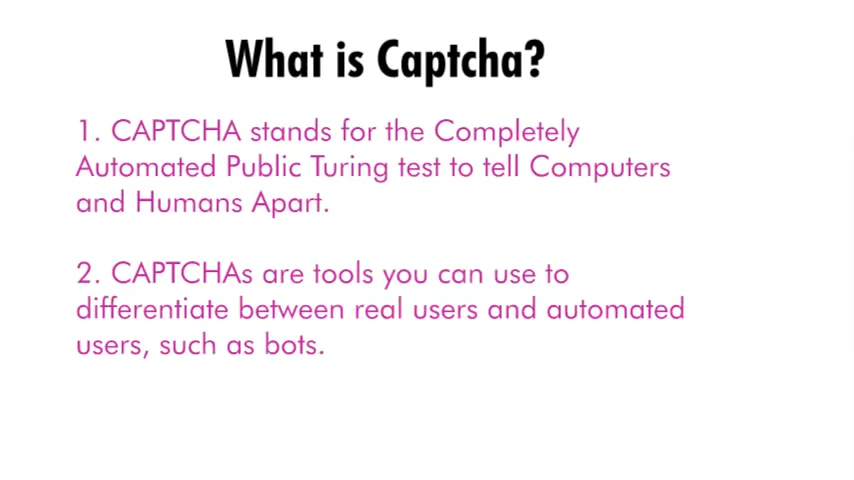 What is Captcha?
1. CAPTCHA stands for the Completely
Automated Public Turing test to tell Computers
and Humans Apart.
2. CAPTCHAs are tools you can use to
differentiate between real users and automated
users, such as bots.